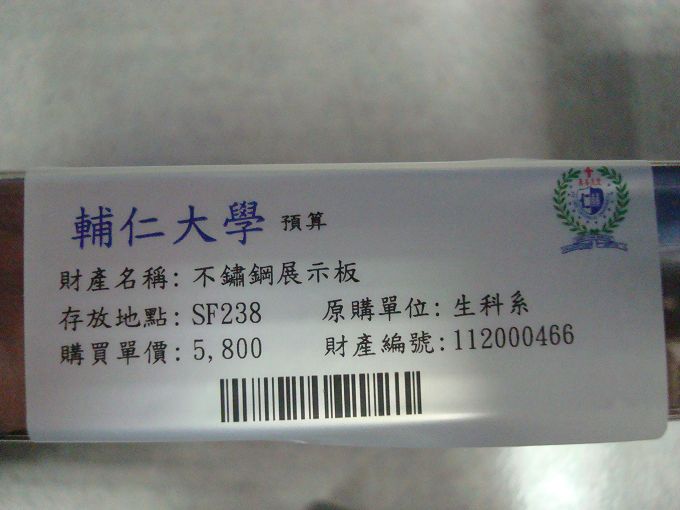 輔仁大學 預算
財產名稱: 不鏽鋼展示板
存放地點: SF238 原購單位: 生科系
購買單價: 5,800 財產編號: 112000466